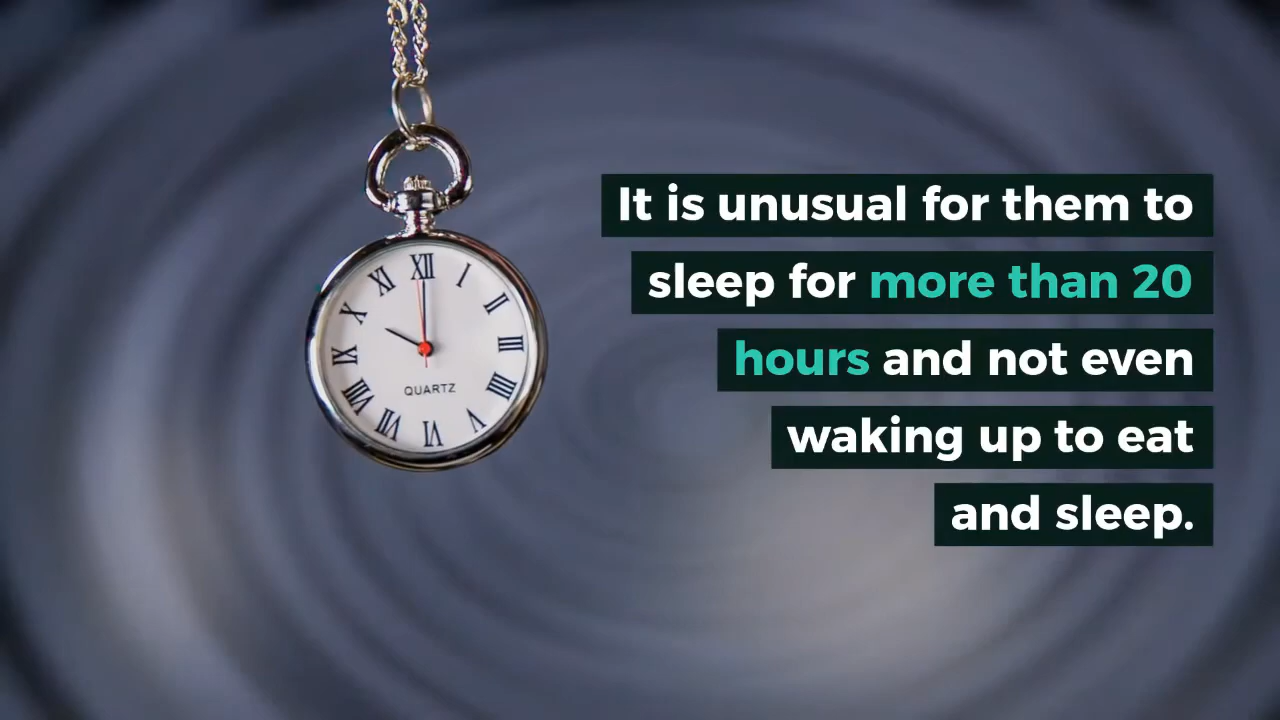 XII
I
II
III
IIII
V
VI
VII
VIII
IX
X
XI
QUARTZ
It is unusual for them to
sleep for more than 20
hours and not even
waking up to eat
and sleep.